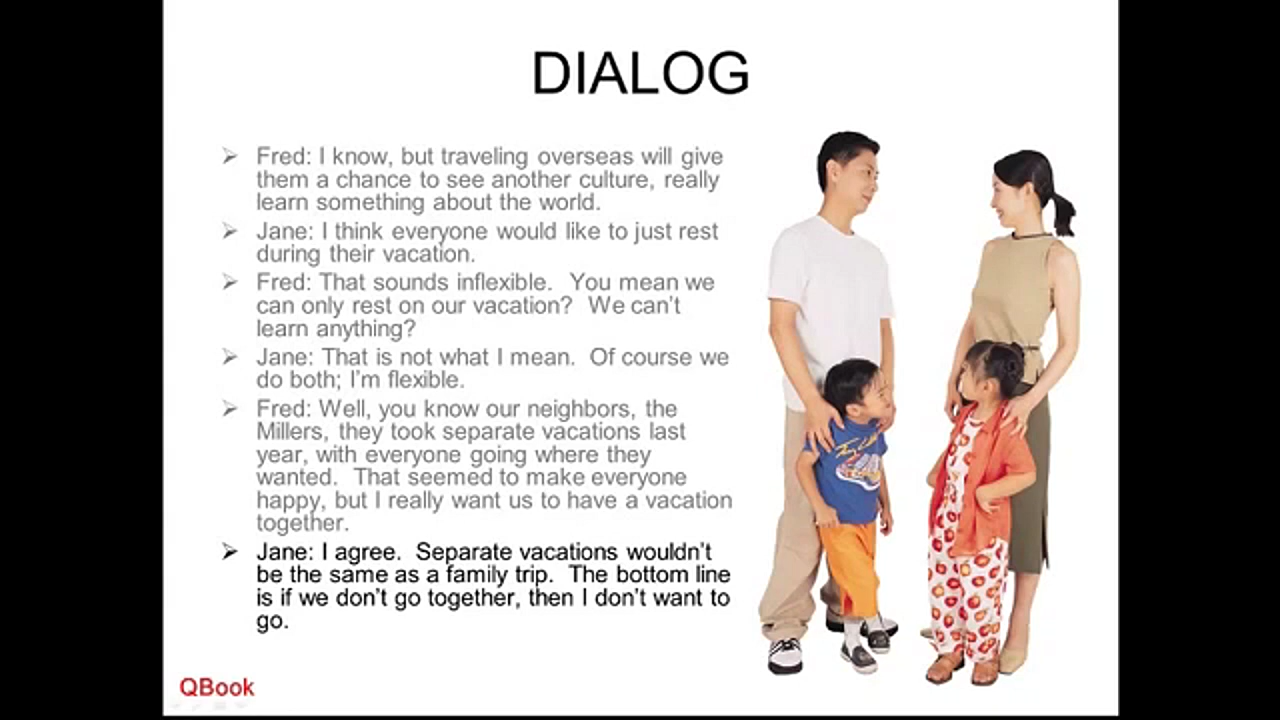 DIALOG
Fred: I know, but traveling overseas will give
them a chance to see another culture, really
learn something about the world.
Jane: I think everyone would like to just rest
during their vacation.
Fred: That sounds inflexible.  You mean we
can only rest on our vacation?  We can't
learn anything?
Jane: That is not what I mean.  Of course we
do both; I'm flexible.
Fred: Well, you know our neighbors, the
Millers, they took separate vacations last
year, with everyone going where they
wanted.  That seemed to make everyone
happy, but I really want us to have a vacation
together.
Jane: I agree.  Separate vacations wouldn't
be the same as a family trip.  The bottom line
is if we don't go together, then I don't want to
go.
QBook